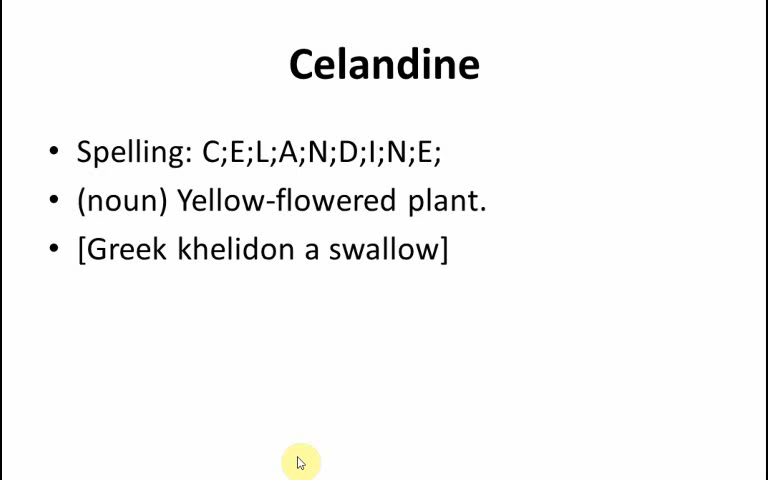 Celandine
• Spelling: C;E;L;A;N;D;I;N;E;
• (noun) Yellow-flowered plant.
• [Greek khelidon a swallow]